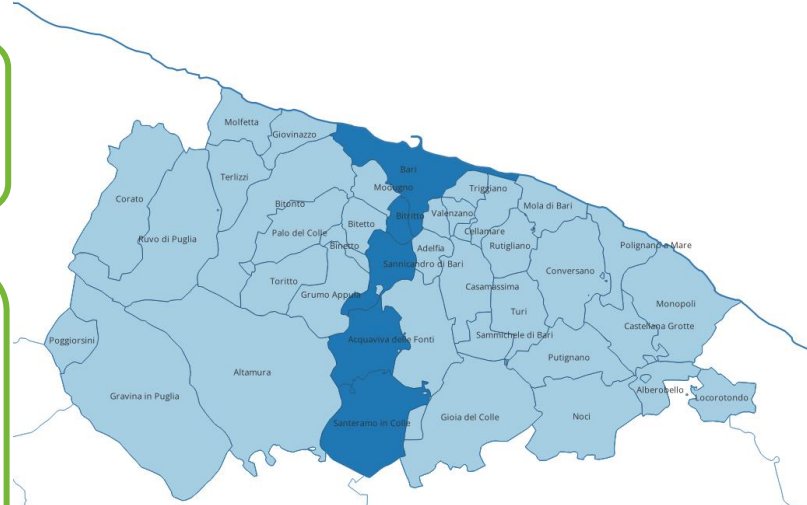 Molfetta
Giovinazzo
Bari
Terlizzi
Modugno
Triggiano
Corato
Bitonto
Bitritto
Valenzano
Mola di Bari
Bitetto
Palo del Colle
Cellamare
Ruvo di Puglia
Binetto
Adelfia
Rutigliano
Polignano a Mare
Sannicandro di Bari
Conversano
Toritto
Casamassima
Grumo Appula
Monopoli
Turi
Castellana Grotte
Poggiorsini
Acquaviva delle Fonti
Sammichele di Bari
Putignano
Altamura
Gravina in Puglia
Alberobello
Locorotondo
Santeramo in Colle
Gioia del Colle
Noci